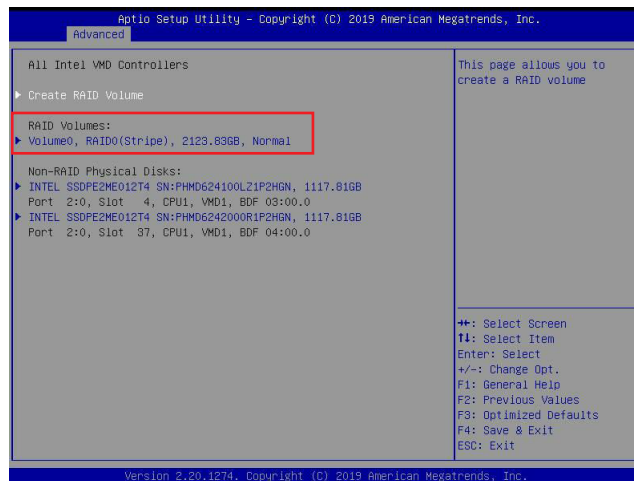 Aptio Setup Utility – Copyright (C) 2019 American Megatrends, Inc.
Advanced
All Intel VMD Controllers
Create RAID Volume
RAID Volumes:
Volume0, RAID0(Stripe), 2123.83GB, Normal
Non-RAID Physical Disks:
INTEL SSDPE2ME012T4 SN:PHMD624100LZ1P2HGN, 1117.81GB
Port 2:0, Slot 4, CPU1, VMD1, BDF 03:00.0
INTEL SSDPE2ME012T4 SN:PHMD6242000R1P2HGN, 1117.81GB
Port 2:0, Slot 37, CPU1, VMD1, BDF 04:00.0
This page allows you to
create a RAID volume
→←: Select Screen
↑↓: Select Item
Enter: Select
+/-: Change Opt.
F1: General Help
F2: Previous Values
F3: Optimized Defaults
F4: Save & Exit
ESC: Exit
Version 2.20.1274. Copyright (C) 2019 American Megatrends, Inc.